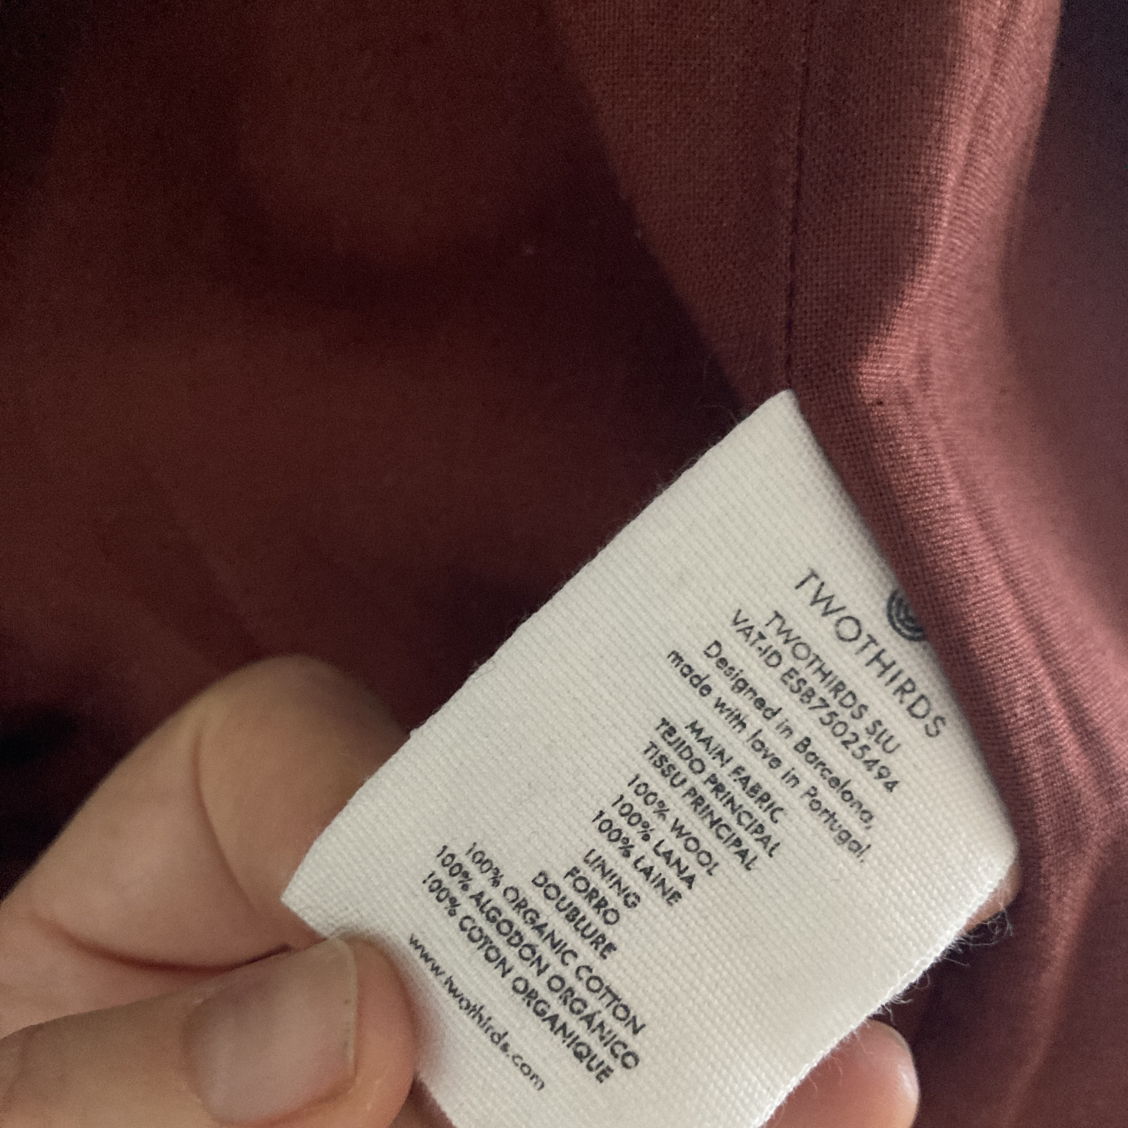 TWOTHIRDS
TWOTHIRDS SLU
VAT-ID ESB75025494
Designed in Barcelona,
made with love in Portugal.
MAIN FABRIC
TEJIDO PRINCIPAL
TISSU PRINCIPAL
100% WOOL
100% LANA
100% LAINE
LINING
FORRO
DOUBLURE
100% ORGANIC COTTON
100% ALGODÓN ORGÁNICO
100% COTON ORGANIQUE
www.twothirds.com